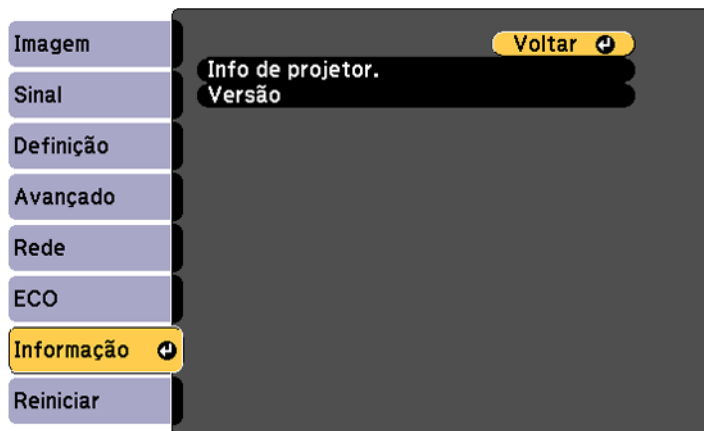 Imagem
Sinal
Definição
Avançado
Rede
ECO
Informação
Reiniciar
Voltar
Info de projetor.
Versão